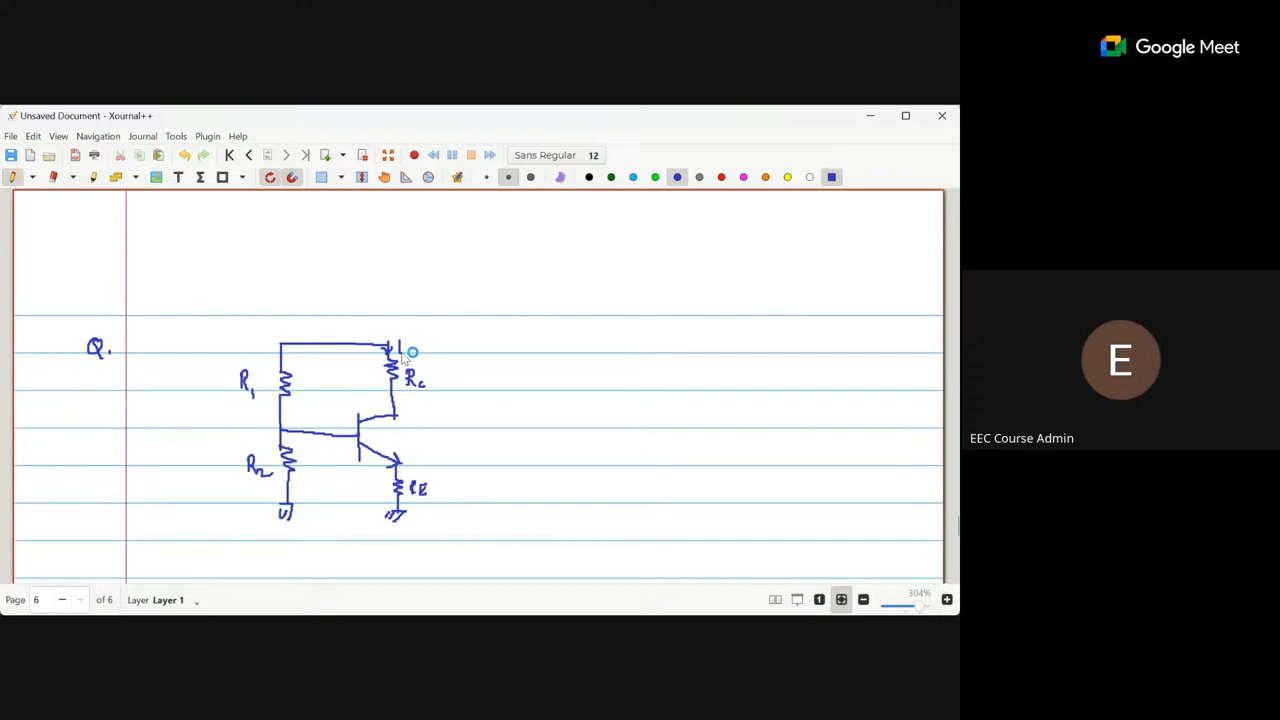 Google Meet
Unsaved Document - Xournal++
File Edit View Navigation Journal Tools Plugin Help
Sans Regular 12
Q.
R1
Rc
R2
RE
E
EEC Course Admin
Page 6 of 6 Layer Layer 1
304%